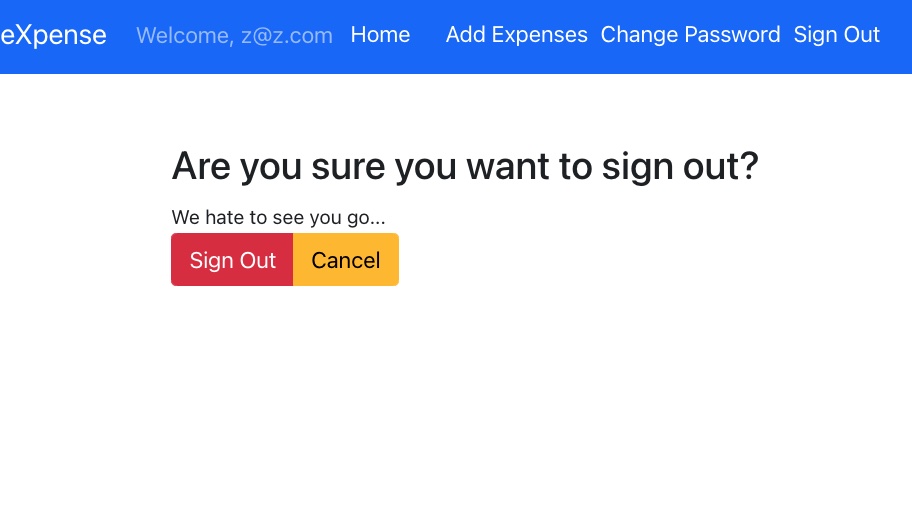 eXpense Welcome, z@z.com Home Add Expenses Change Password Sign Out
Are you sure you want to sign out?
We hate to see you go...
Sign Out Cancel